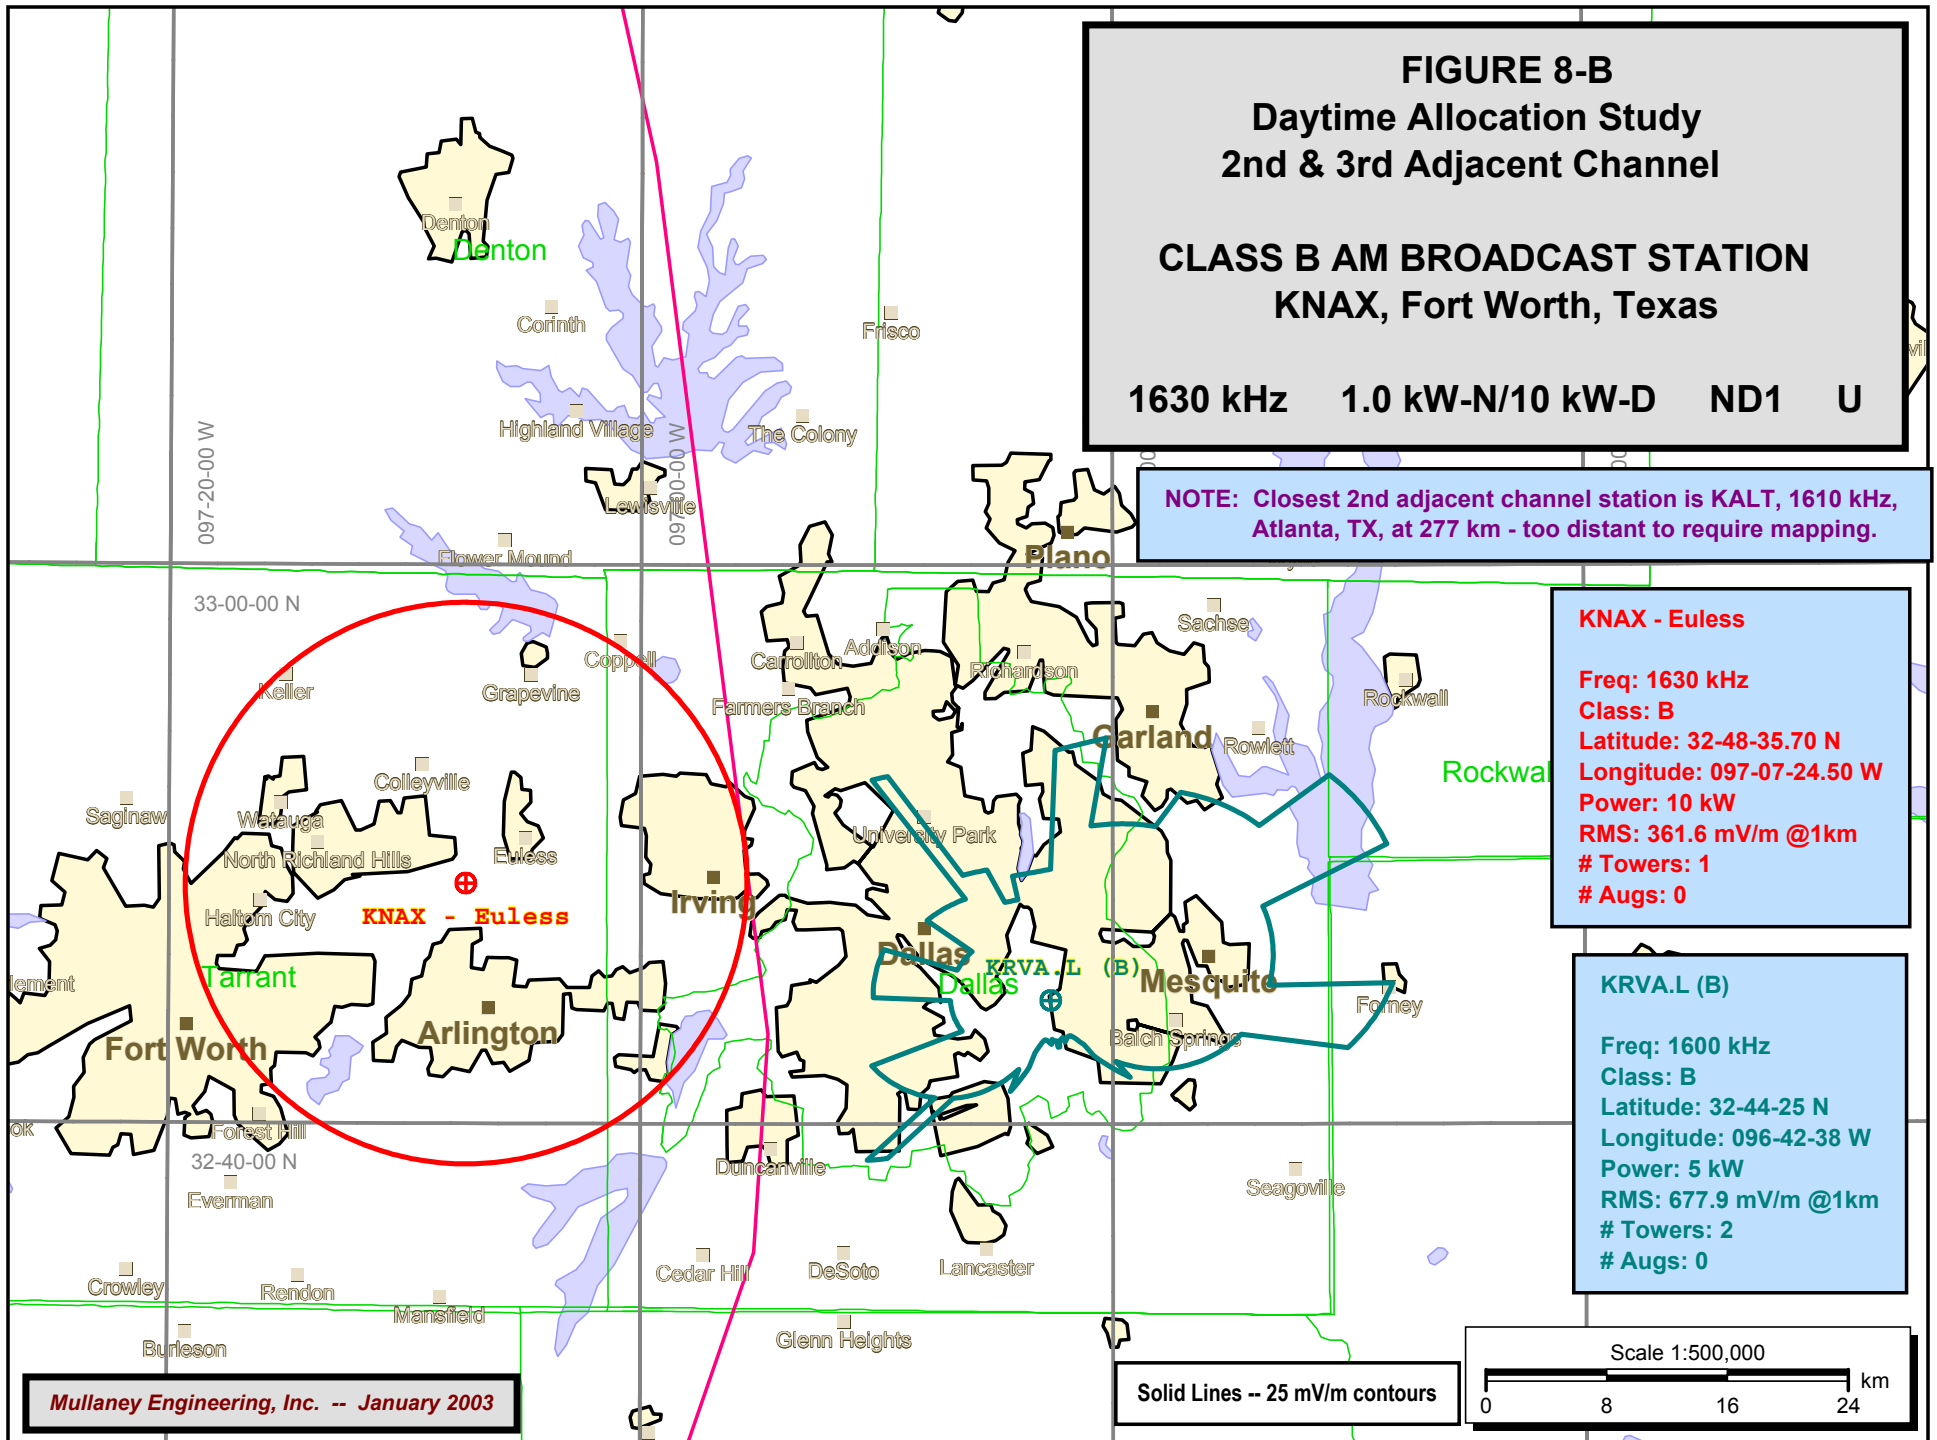 FIGURE 8-B
Daytime Allocation Study
2nd & 3rd Adjacent Channel
CLASS B AM BROADCAST STATION
KNAX, Fort Worth, Texas
1630 kHz 1.0 kW-N/10 kW-D ND1 U
NOTE: Closest 2nd adjacent channel station is KALT, 1610 kHz,
Atlanta, TX, at 277 km - too distant to require mapping.
KNAX - Euless
Freq: 1630 kHz
Class: B
Latitude: 32-48-35.70 N
Longitude: 097-07-24.50 W
Power: 10 kW
RMS: 361.6 mV/m @1km
# Towers: 1
# Augs: 0
KRVA.L (B)
Freq: 1600 kHz
Class: B
Latitude: 32-44-25 N
Longitude: 096-42-38 W
Power: 5 kW
RMS: 677.9 mV/m @1km
# Towers: 2
# Augs: 0
Denton
Denton
Corinth
Frisco
Highland Village
The Colony
097-20-00 W
097-00-00 W
Lewisville
Flower Mound
Plano
33-00-00 N
Sachse
Coppell
Carrollton
Addison
Richardson
Keller
Grapevine
Farmers Branch
Rockwall
Garland
Rowlett
Colleyville
Rockwal
Saginaw
Watauga
University Park
North Richland Hills
Euless
Irving
Haltom City
KNAX - Euless
Dallas
KRVA.L (B)
Tarrant
Dallas
Mesquite
lement
Forney
Fort Worth
Arlington
Balch Springs
ok
Forest Hill
32-40-00 N
Duncanville
Everman
Seagoville
Crowley
Rendon
Cedar Hill
DeSoto
Lancaster
Mansfield
Burleson
Glenn Heights
Mullaney Engineering, Inc. -- January 2003
Solid Lines -- 25 mV/m contours
Scale 1:500,000
km
0 8 16 24